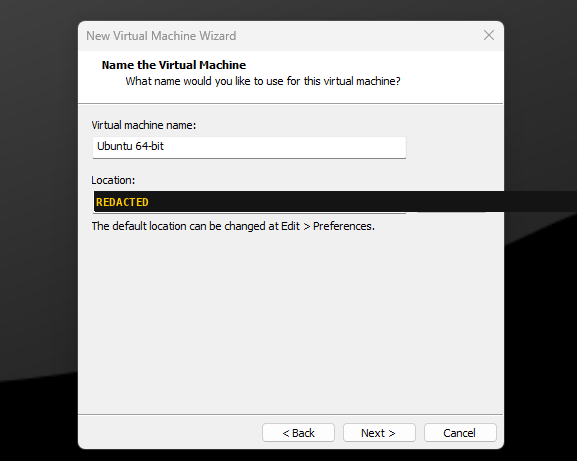 New Virtual Machine Wizard
Name the Virtual Machine
What name would you like to use for this virtual machine?
Virtual machine name:
Ubuntu 64-bit
Location:
REDACTED
The default location can be changed at Edit > Preferences.
< Back Next > Cancel